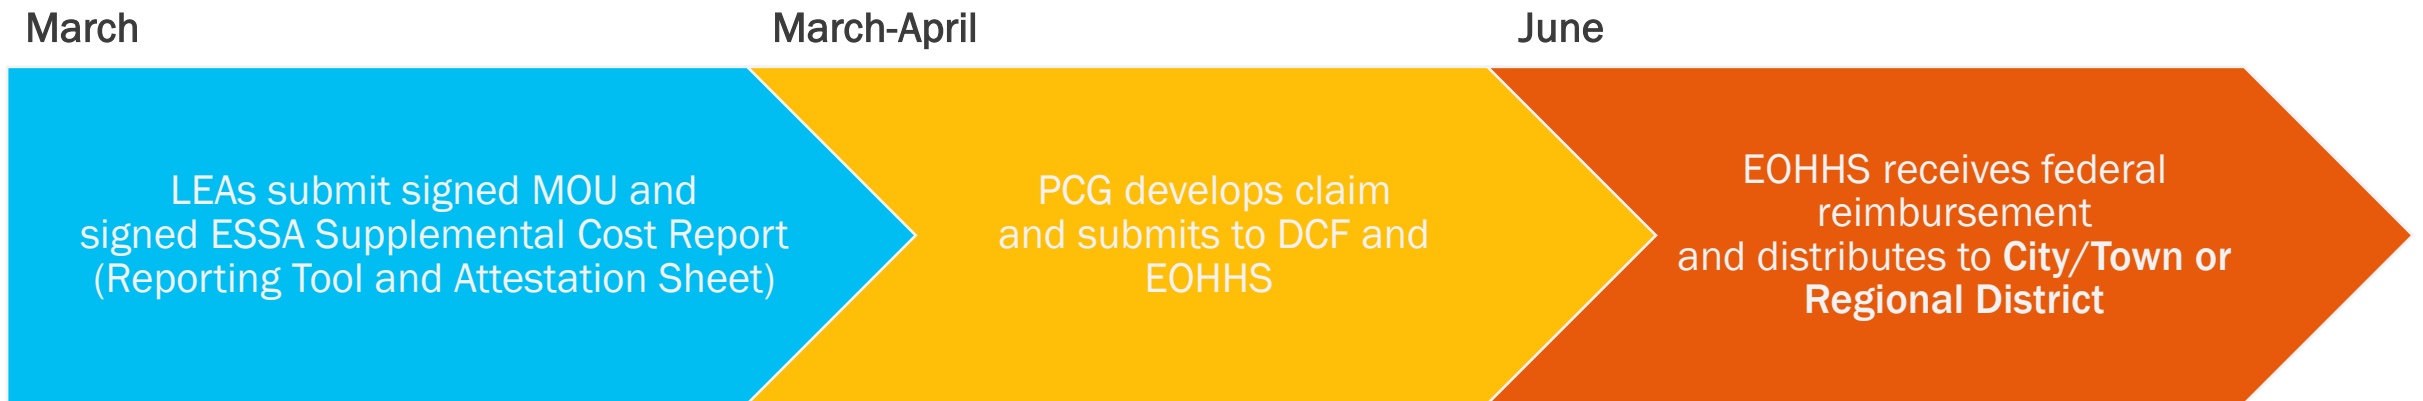 March
LEAs submit signed MOU and
signed ESSA Supplemental Cost Report
(Reporting Tool and Attestation Sheet)
March-April
PCG develops claim
and submits to DCF and
EOHHS
June
EOHHS receives federal
reimbursement
and distributes to City/Town or
Regional District